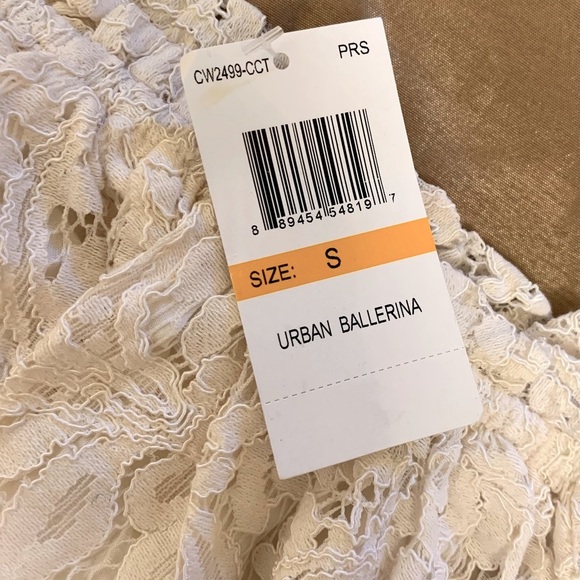 CW2499-CCT PRS
8 89454 54819 7
SIZE: S
URBAN BALLERINA